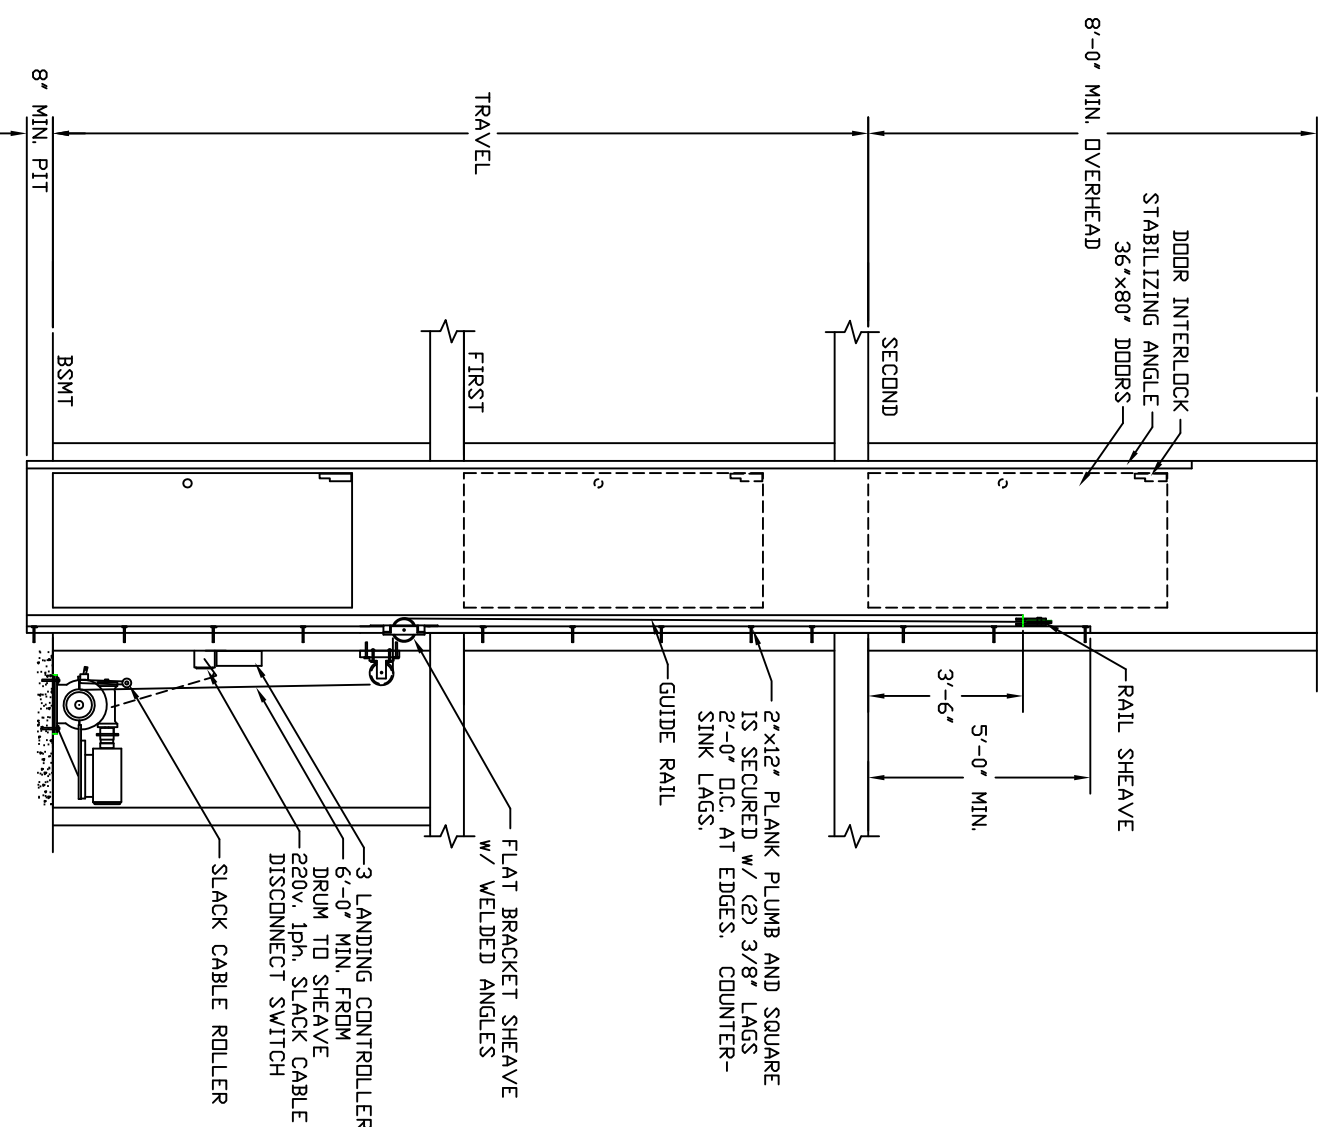 8'-0" MIN. OVERHEAD
DOOR INTERLOCK
STABILIZING ANGLE
36"x80" DOORS
TRAVEL
8" MIN. PIT
SECOND
FIRST
BSMT
RAIL SHEAVE
5'-0" MIN.
3'-6"
2"x12" PLANK PLUMB AND SQUARE
IS SECURED w/ (2) 3/8" LAGS
2'-0" O.C. AT EDGES. COUNTER-
SINK LAGS.
GUIDE RAIL
FLAT BRACKET SHEAVE
w/ WELDED ANGLES
3 LANDING CONTROLLER
6'-0" MIN. FROM
DRUM TO SHEAVE
220v. 1ph. SLACK CABLE
DISCONNECT SWITCH
SLACK CABLE ROLLER